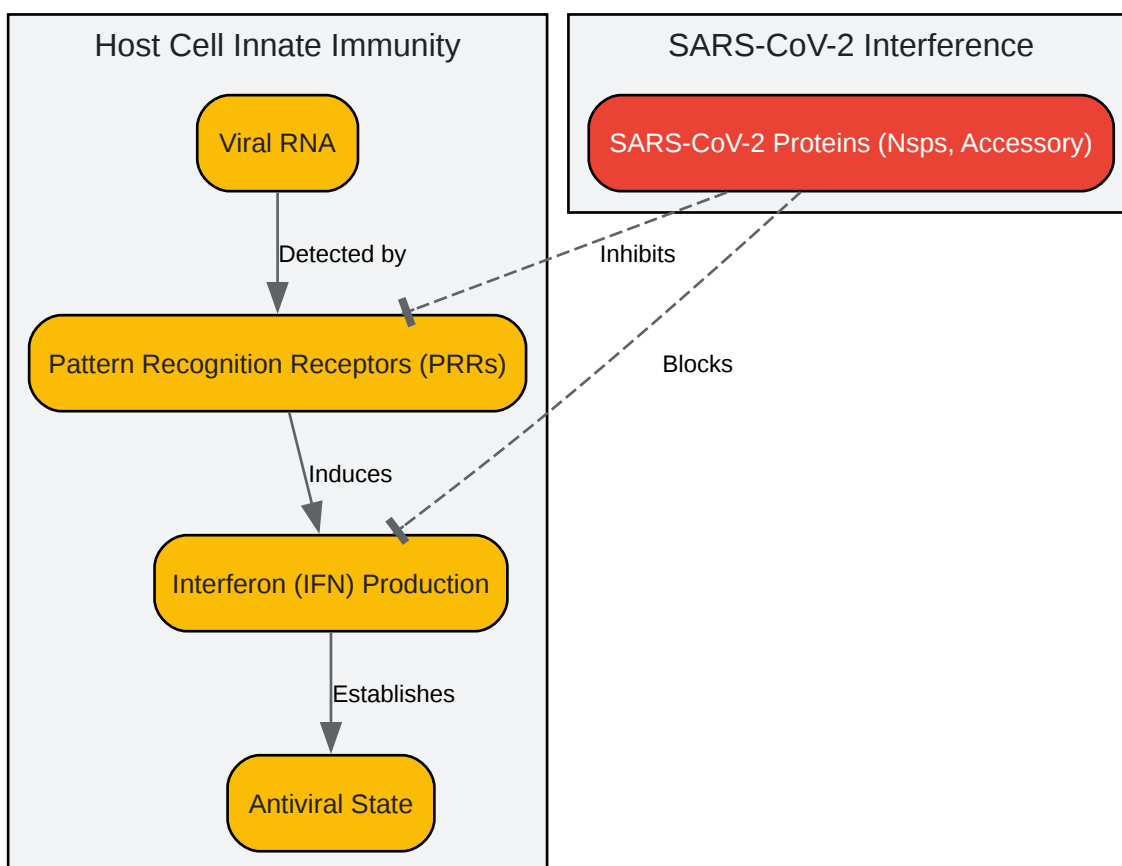 Host Cell Innate Immunity
SARS-CoV-2 Interference
Viral RNA
SARS-CoV-2 Proteins (Nsps, Accessory)
Detected by
Inhibits
Pattern Recognition Receptors (PRRs)
Blocks
Induces
Interferon (IFN) Production
Establishes
Antiviral State